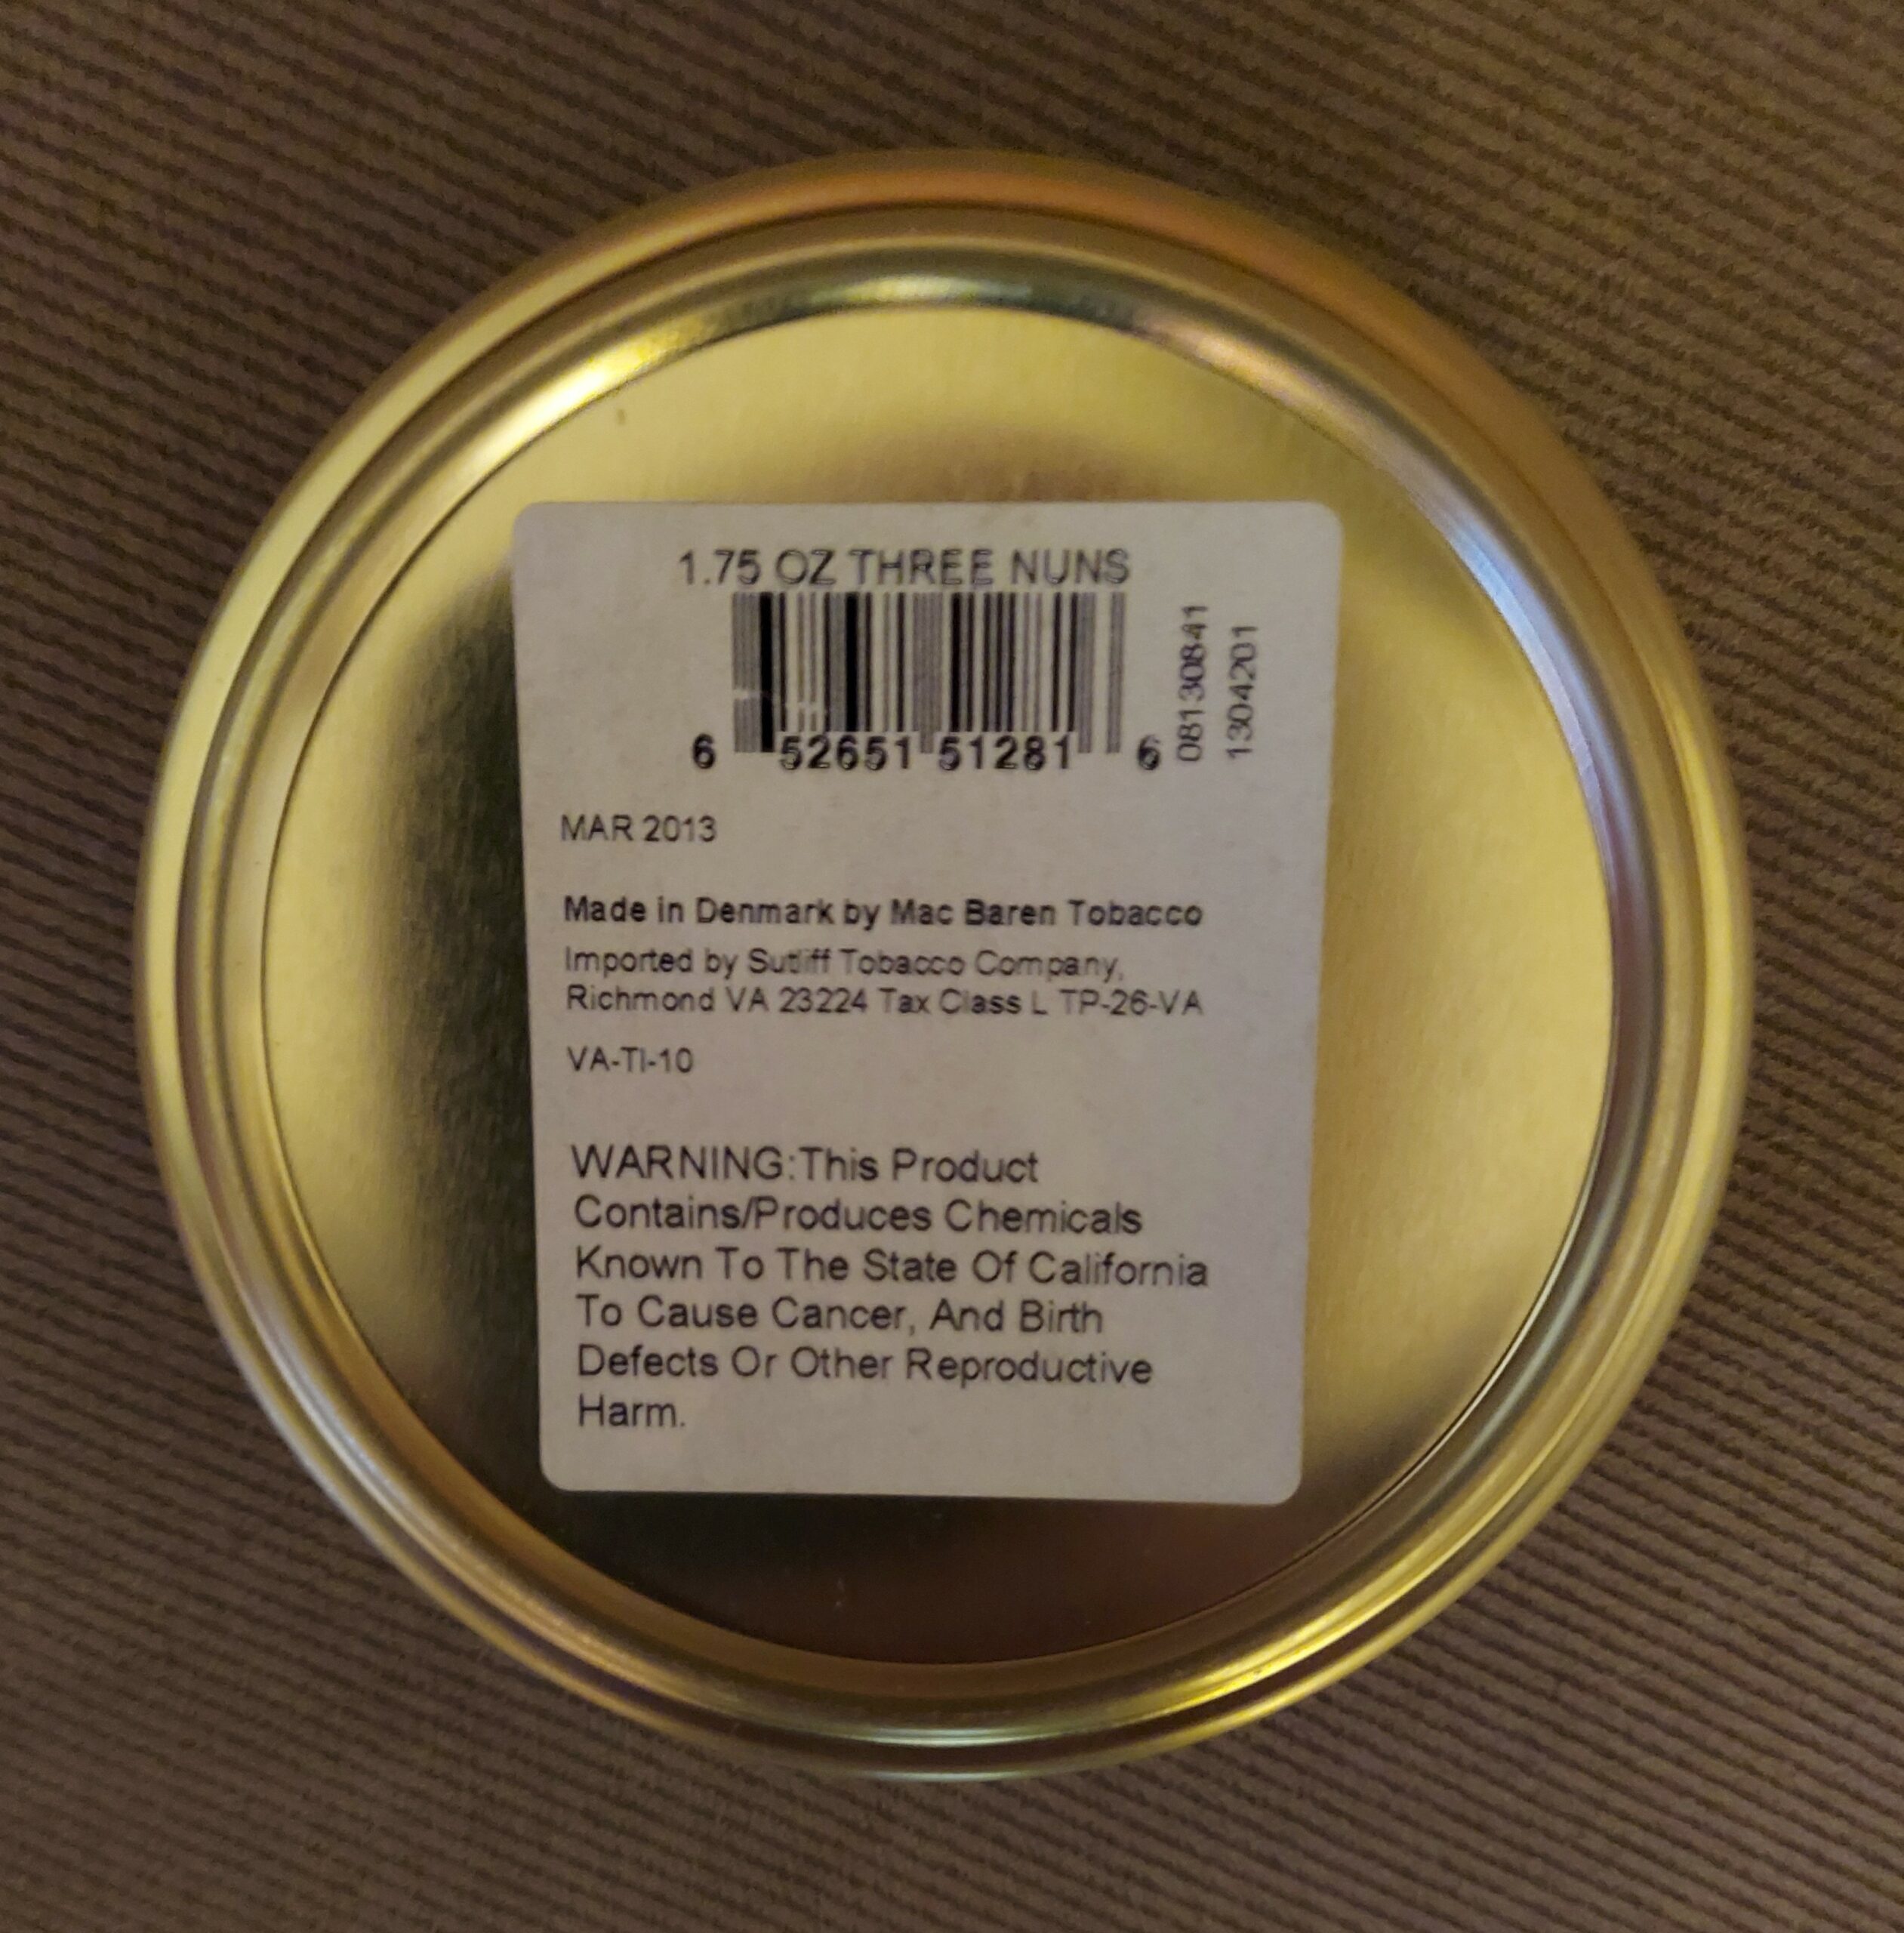 1.75 OZ THREE NUNS
6 52651 51281 6
08130841
1304201
MAR 2013
Made in Denmark by Mac Baren Tobacco
Imported by Sutliff Tobacco Company,
Richmond VA 23224 Tax Class L TP-26-VA
VA-TI-10
WARNING:This Product
Contains/Produces Chemicals
Known To The State Of California
To Cause Cancer, And Birth
Defects Or Other Reproductive
Harm.